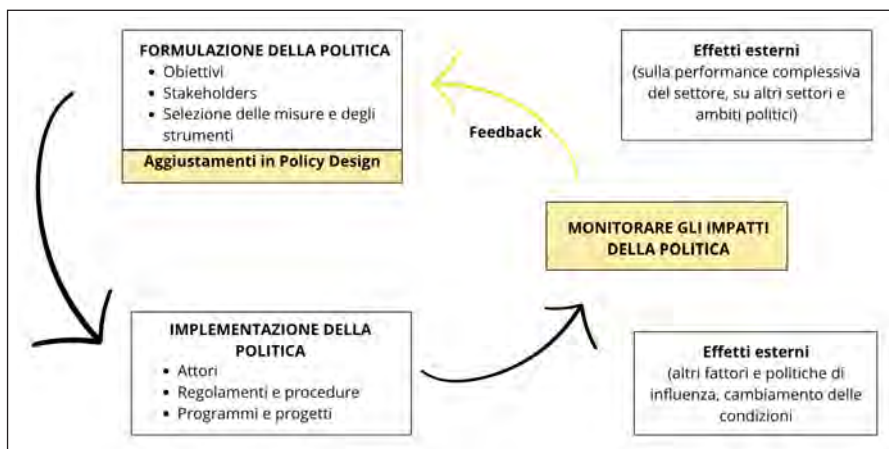 FORMULAZIONE DELLA POLITICA
• Obiettivi
• Stakeholders
• Selezione delle misure e degli
strumenti
Aggiustamenti in Policy Design
Feedback
Effetti esterni
(sulla performance complessiva
del settore, su altri settori e
ambiti politici)
MONITORARE GLI IMPATTI
DELLA POLITICA
IMPLEMENTAZIONE DELLA
POLITICA
• Attori
• Regolamenti e procedure
• Programmi e progetti
Effetti esterni
(altri fattori e politiche di
influenza, cambiamento delle
condizioni